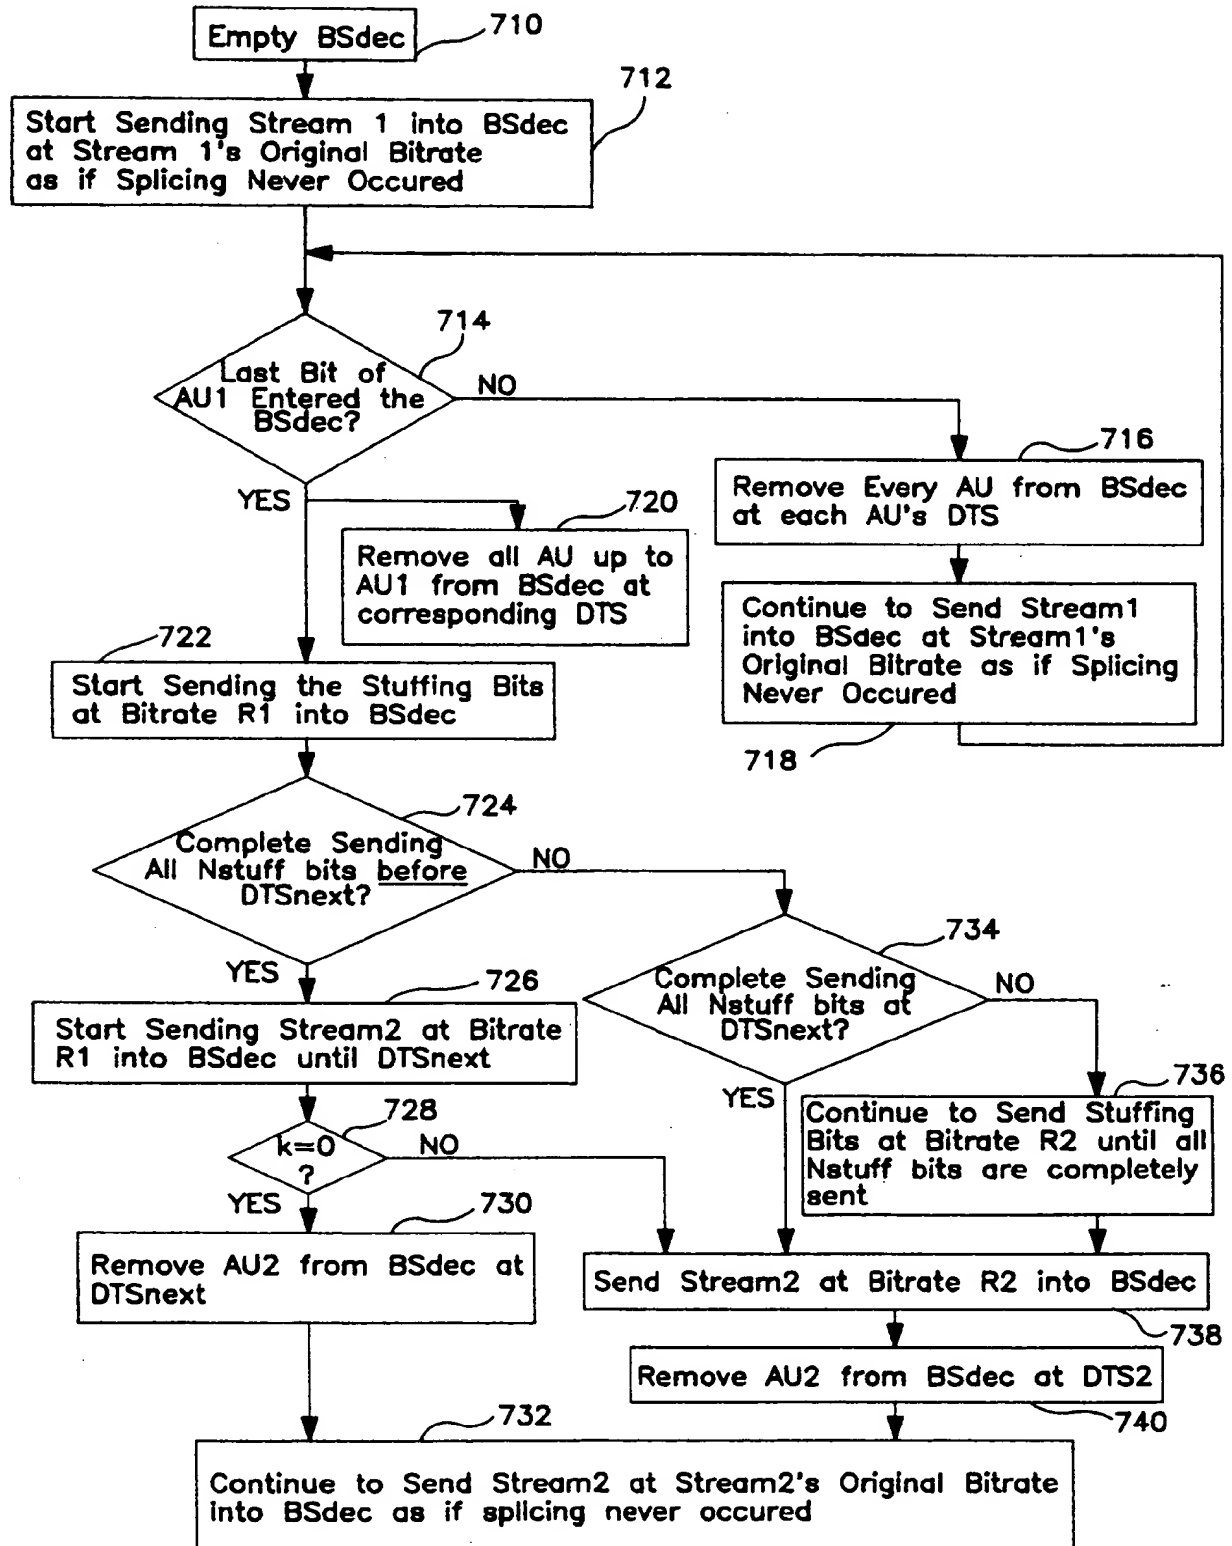 Empty BSdec
710
712
Start Sending Stream 1 into BSdec
at Stream 1's Original Bitrate
as if Splicing Never Occured
714
Last Bit of
AU1 Entered the
BSdec?
NO
YES
716
Remove Every AU from BSdec
at each AU's DTS
720
Remove all AU up to
AU1 from BSdec at
corresponding DTS
Continue to Send Stream1
into BSdec at Stream1's
Original Bitrate as if Splicing
Never Occured
718
722
Start Sending the Stuffing Bits
at Bitrate R1 into BSdec
724
Complete Sending
All Nstuff bits before
DTSnext?
NO
YES
734
Complete Sending
All Nstuff bits at
DTSnext?
NO
YES
726
Start Sending Stream2 at Bitrate
R1 into BSdec until DTSnext
736
Continue to Send Stuffing
Bits at Bitrate R2 until all
Nstuff bits are completely
sent
728
k=0
?
NO
YES
730
Remove AU2 from BSdec at
DTSnext
Send Stream2 at Bitrate R2 into BSdec
738
Remove AU2 from BSdec at DTS2
740
732
Continue to Send Stream2 at Stream2's Original Bitrate
into BSdec as if splicing never occured